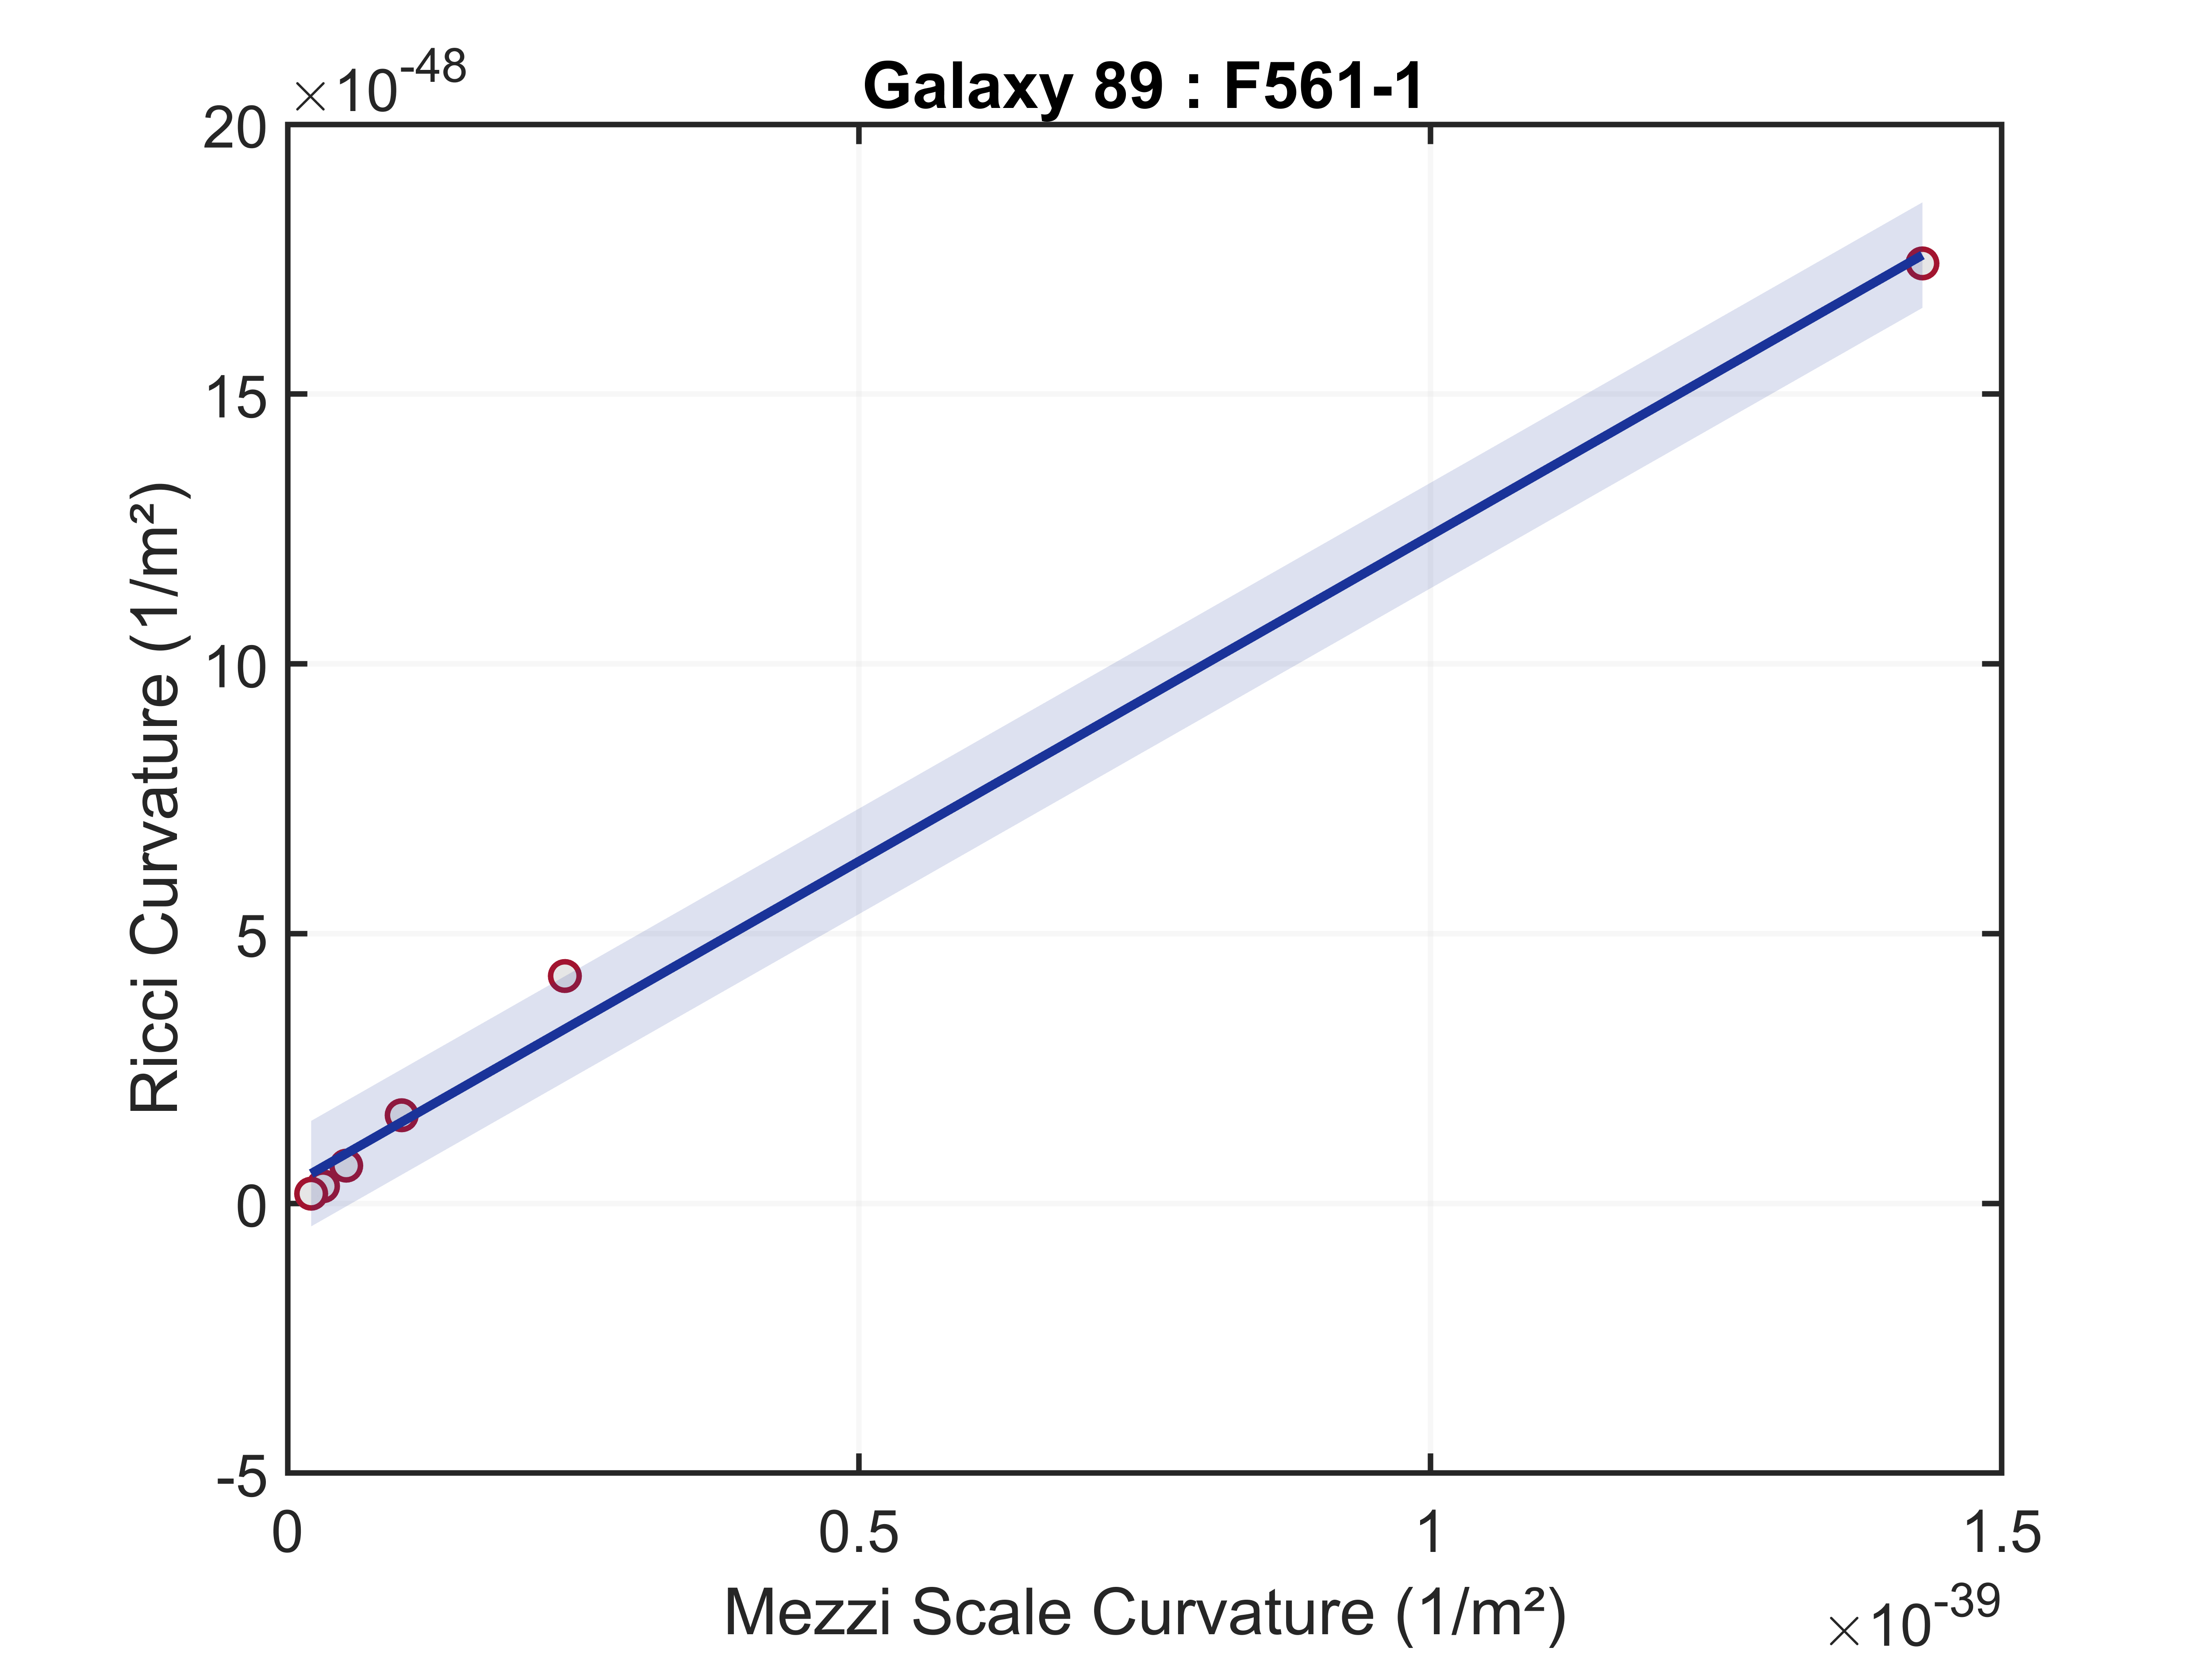 Galaxy 89 : F561-1
×10⁻⁴⁸
20
15
10
5
0
-5
Ricci Curvature (1/m²)
0 0.5 1 1.5
Mezzi Scale Curvature (1/m²)
×10⁻³⁹